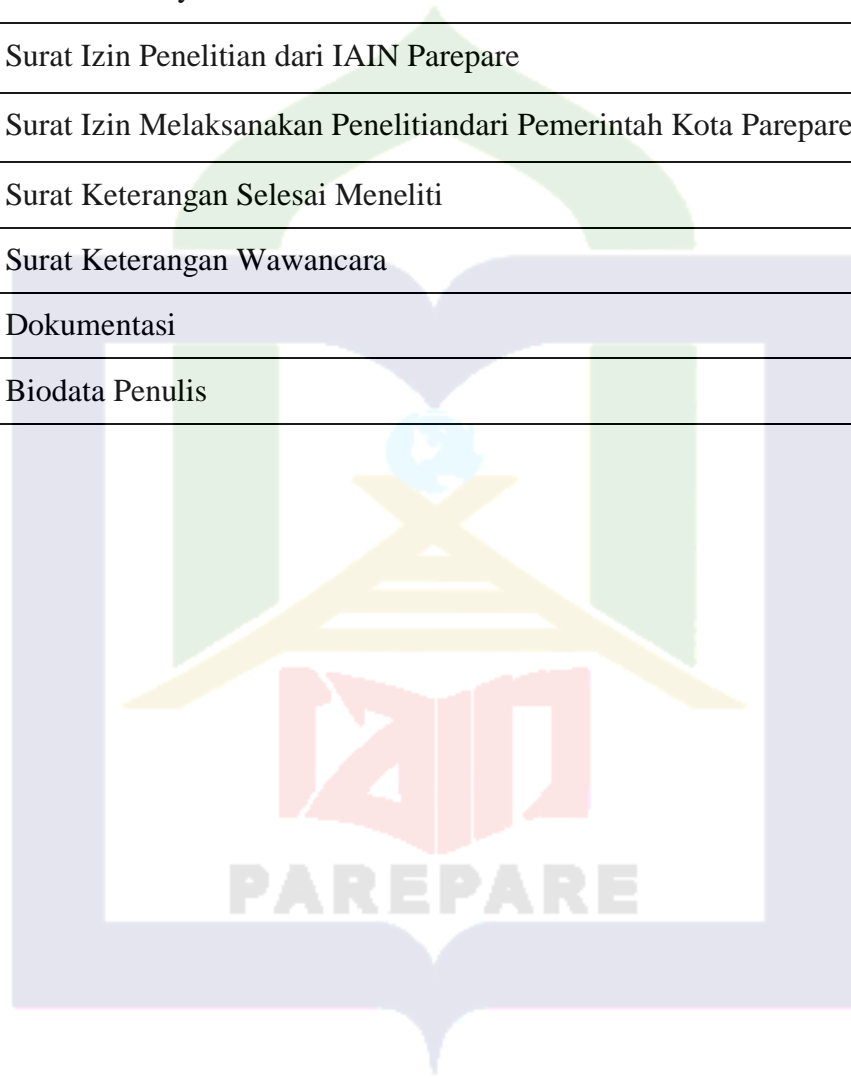 Surat Izin Penelitian dari IAIN Parepare
Surat Izin Melaksanakan Penelitiandari Pemerintah Kota Parepare
Surat Keterangan Selesai Meneliti
Surat Keterangan Wawancara
Dokumentasi
Biodata Penulis
iain
PAREPARE